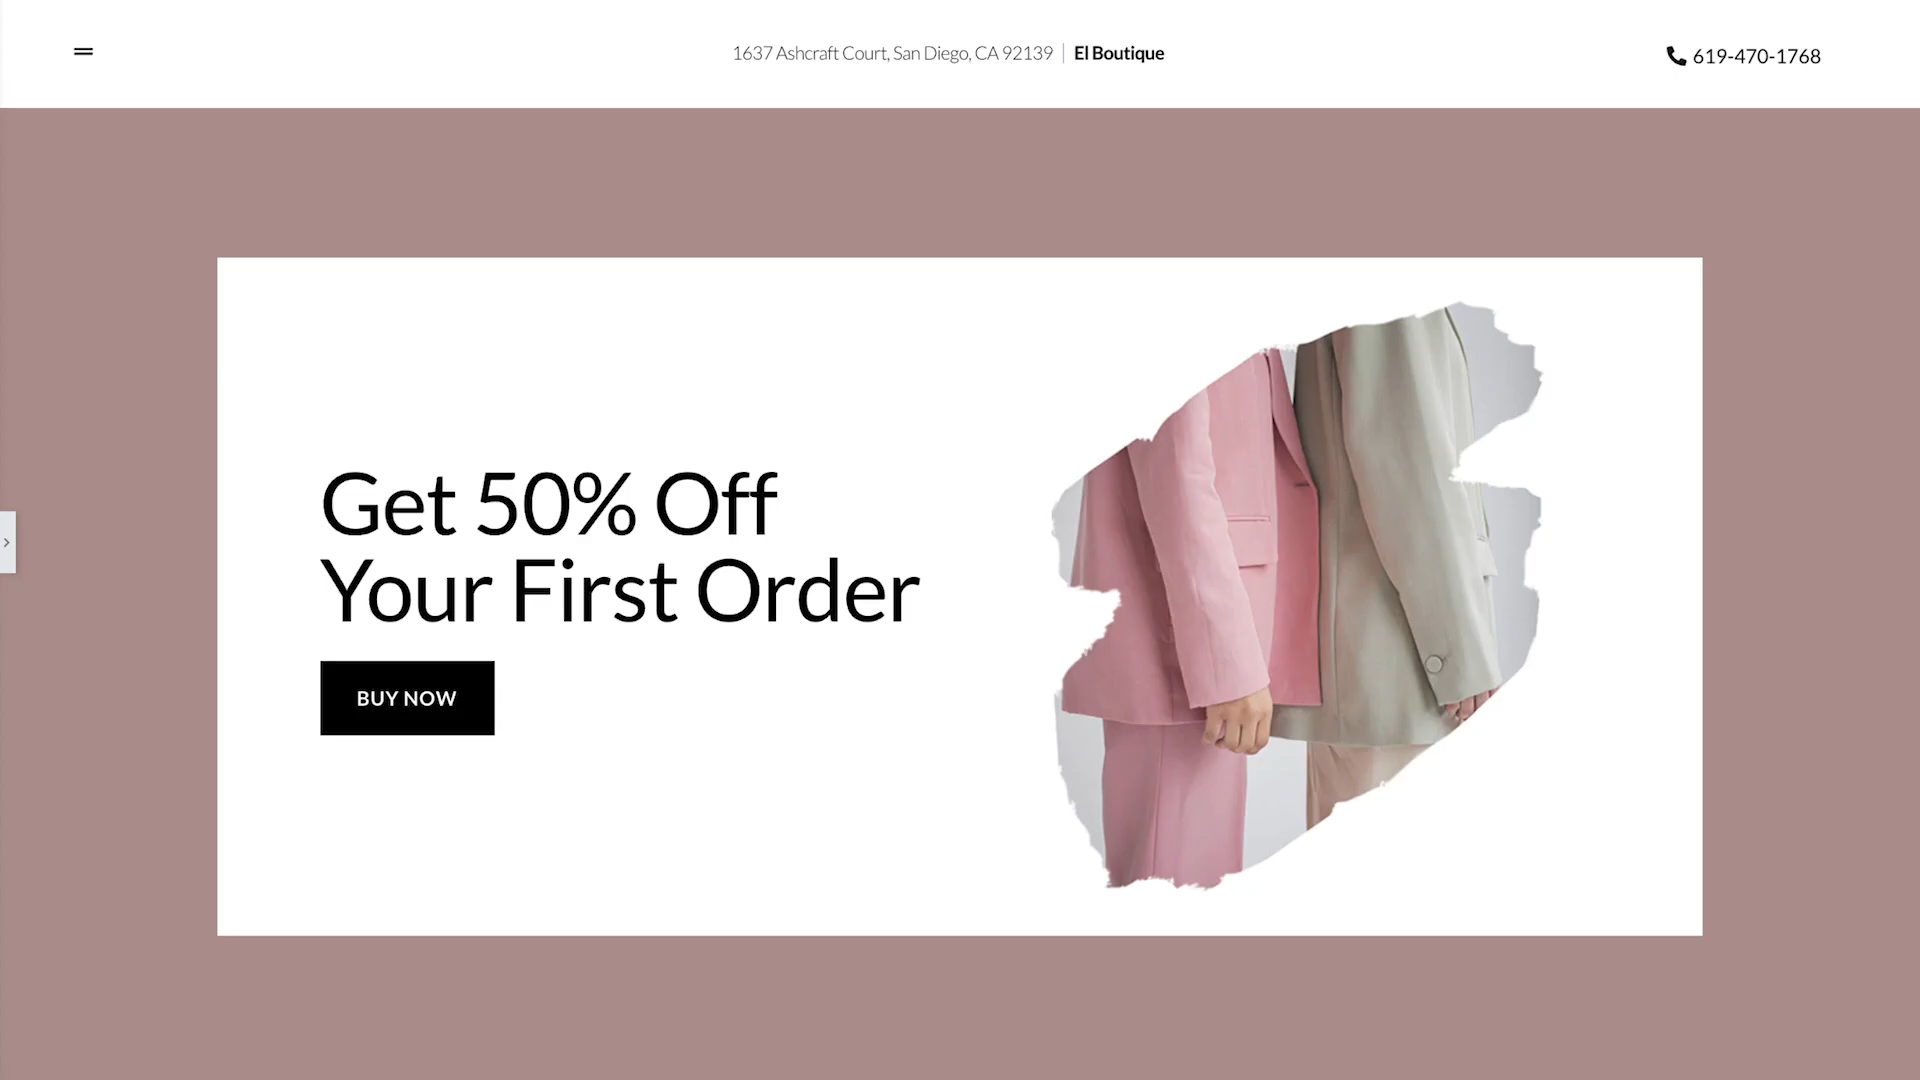 1637 Ashcraft Court, San Diego, CA 92139 | El Boutique
619-470-1768
Get 50% Off
Your First Order
BUY NOW